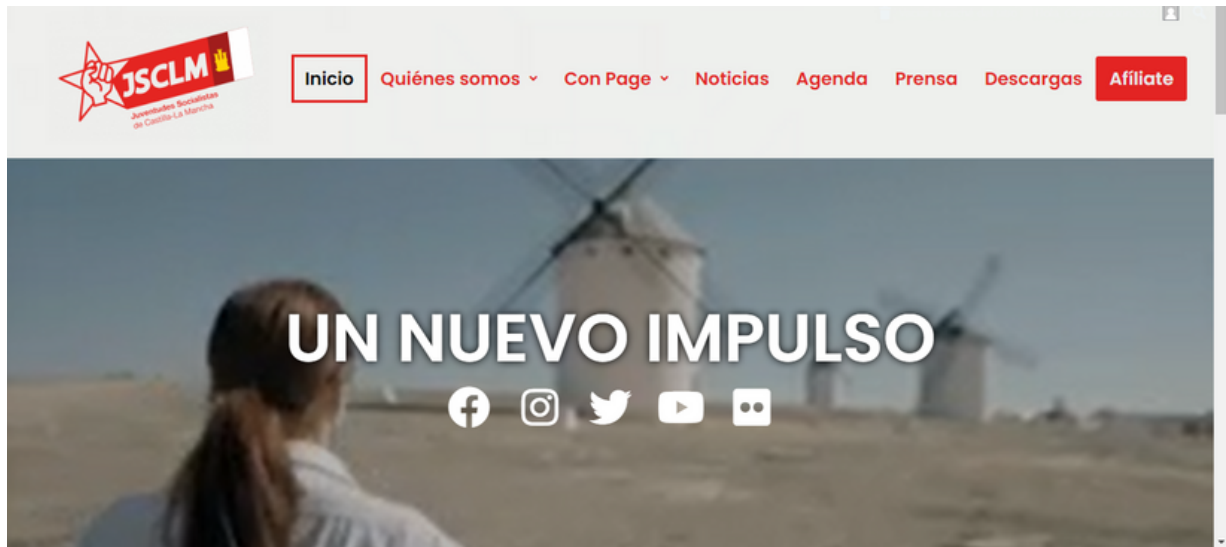 JSCLM
Juventudes Socialistas
de Castilla-La Mancha
Inicio Quiénes somos Con Page Noticias Agenda Prensa Descargas Afíliate
UN NUEVO IMPULSO